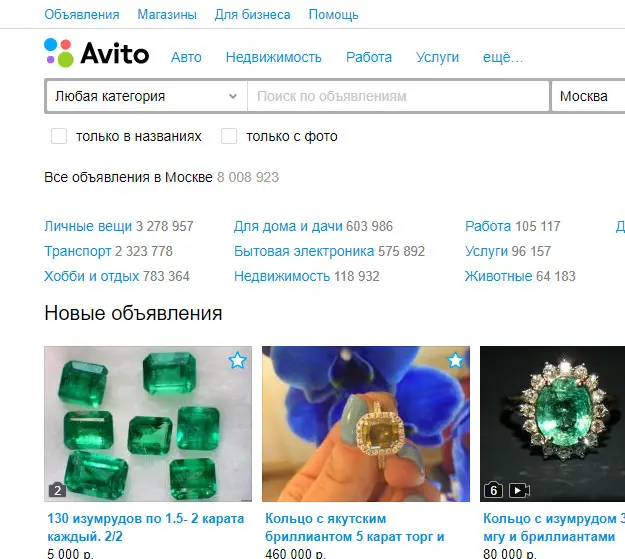 Объявления Магазины Для бизнеса Помощь
Avito Авто Недвижимость Работа Услуги ещё...
Любая категория Поиск по объявлениям Москва
только в названиях только с фото
Все объявления в Москве 8 008 923
Личные вещи 3 278 957 Для дома и дачи 603 986 Работа 105 117
Транспорт 2 323 778 Бытовая электроника 575 892 Услуги 96 157
Хобби и отдых 783 364 Недвижимость 118 932 Животные 64 183
Новые объявления
2 6
130 изумрудов по 1.5- 2 карата Кольцо с якутским Кольцо с изумрудом
каждый. 2/2 бриллиантом 5 карат торг и мгу и бриллиантами
5 000 р. 460 000 р. 80 000 р.